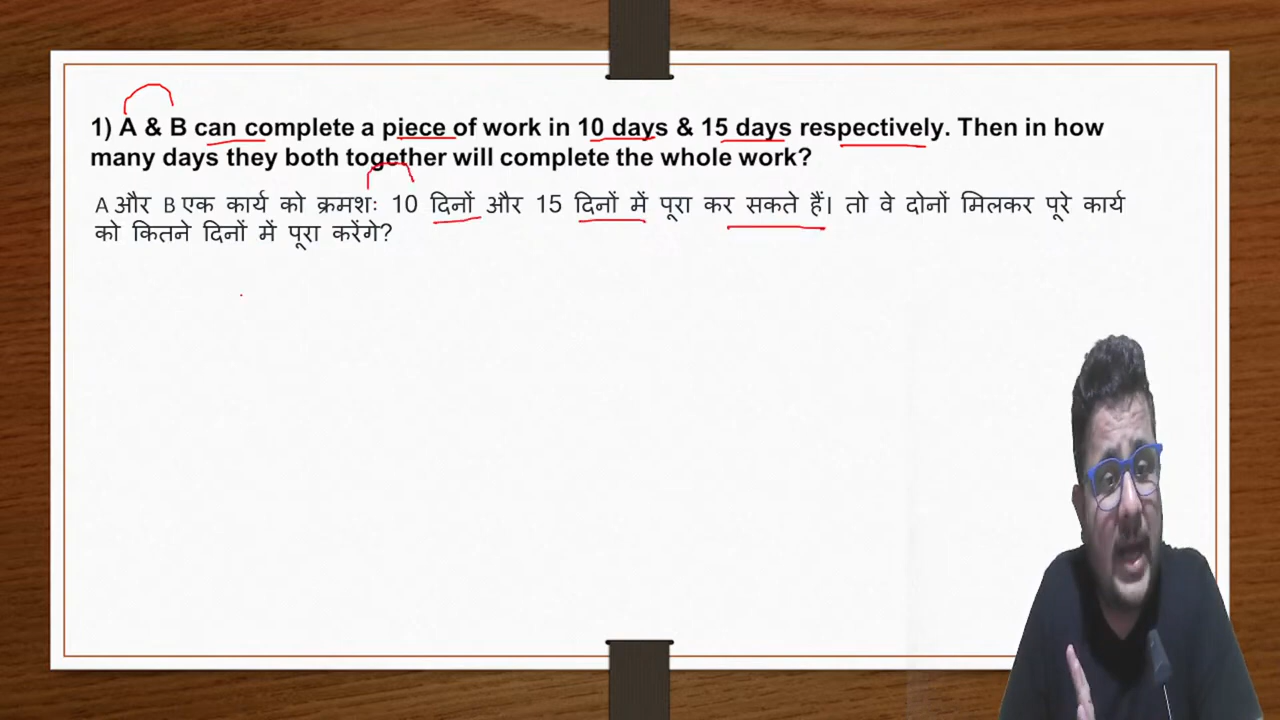 1) A & B can complete a piece of work in 10 days & 15 days respectively. Then in how
many days they both together will complete the whole work?
A और B एक कार्य को क्रमशः 10 दिनों और 15 दिनों में पूरा कर सकते हैं। तो वे दोनों मिलकर पूरे कार्य
को कितने दिनों में पूरा करेंगे?